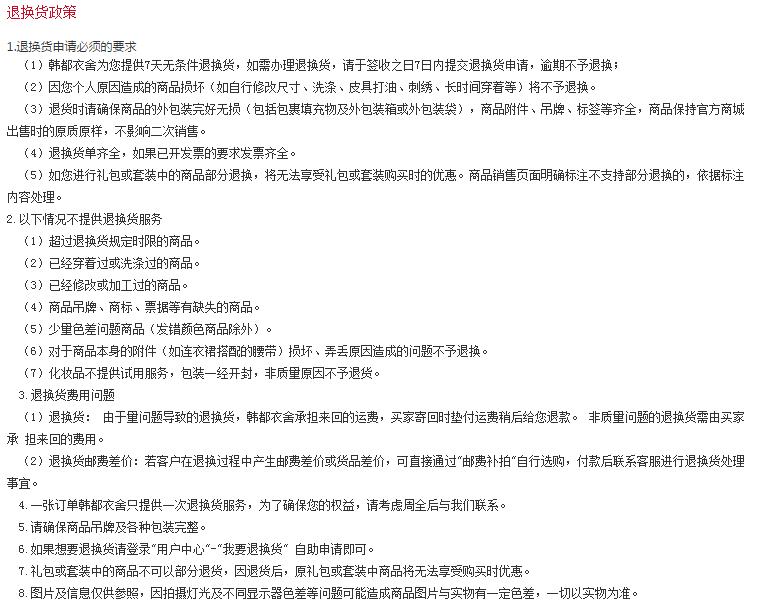 退换货政策
1.退换货申请必须的要求
（1）韩都衣舍为您提供7天无条件退换货，如需办理退换货，请于签收之日7日内提交退换货申请，逾期不予退换；
（2）因您个人原因造成的商品损坏（如自行修改尺寸、洗涤、皮具打油、刺绣、长时间穿着等）将不予退换。
（3）退货时请确保商品的外包装完好无损（包括包裹填充物及外包装箱或外包装袋），商品附件、吊牌、标签等齐全，商品保持官方商城
出售时的原质原样，不影响二次销售。
（4）退换货单齐全，如果已开发票的要求发票齐全。
（5）如您进行礼包或套装中的商品部分退换，将无法享受礼包或套装购买时的优惠。商品销售页面明确标注不支持部分退换的，依据标注
内容处理。
2.以下情况不提供退换货服务
（1）超过退换货规定时限的商品。
（2）已经穿着过或洗涤过的商品。
（3）已经修改或加工过的商品。
（4）商品吊牌、商标、票据等有缺失的商品。
（5）少量色差问题商品（发错颜色商品除外）。
（6）对于商品本身的附件（如连衣裙搭配的腰带）损坏、弄丢原因造成的问题不予退换。
（7）化妆品不提供试用服务，包装一经开封，非质量原因不予退货。
3.退换货费用问题
（1）退换货： 由于量问题导致的退换货，韩都衣舍承担来回的运费，买家寄回时垫付运费稍后给您退款。 非质量问题的退换货需由买家
承 担来回的费用。
（2）退换货邮费差价：若客户在退换过程中产生邮费差价或货品差价，可直接通过"邮费补拍"自行选购，付款后联系客服进行退换货处理
事宜。
4.一张订单韩都衣舍只提供一次退换货服务，为了确保您的权益，请考虑周全后与我们联系。
5.请确保商品吊牌及各种包装完整。
6.如果想要退换货请登录"用户中心"-"我要退换货" 自助申请即可。
7.礼包或套装中的商品不可以部分退货，因退货后，原礼包或套装中商品将无法享受购买时优惠。
8.图片及信息仅供参照，因拍摄灯光及不同显示器色差等问题可能造成商品图片与实物有一定色差，一切以实物为准。